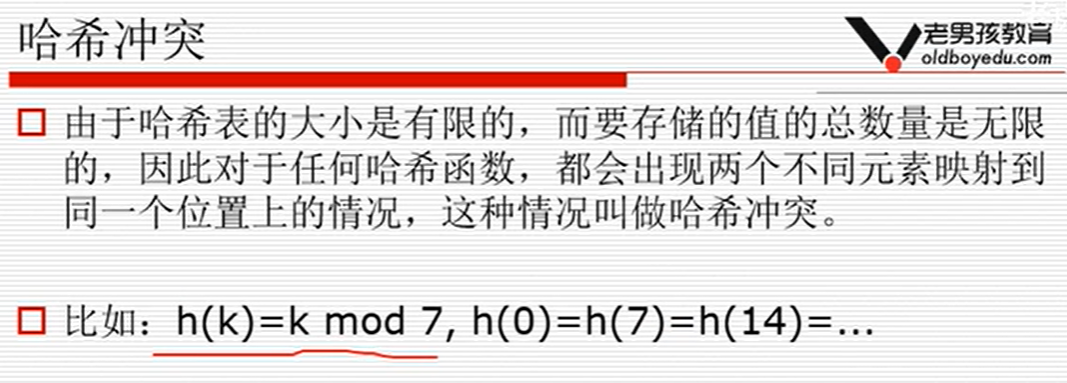 哈希冲突
老男孩教育
oldboyedu.com
由于哈希表的大小是有限的，而要存储的值的总数量是无限
的，因此对于任何哈希函数，都会出现两个不同元素映射到
同一个位置上的情况，这种情况叫做哈希冲突。
比如：h(k)=k mod 7, h(0)=h(7)=h(14)=...